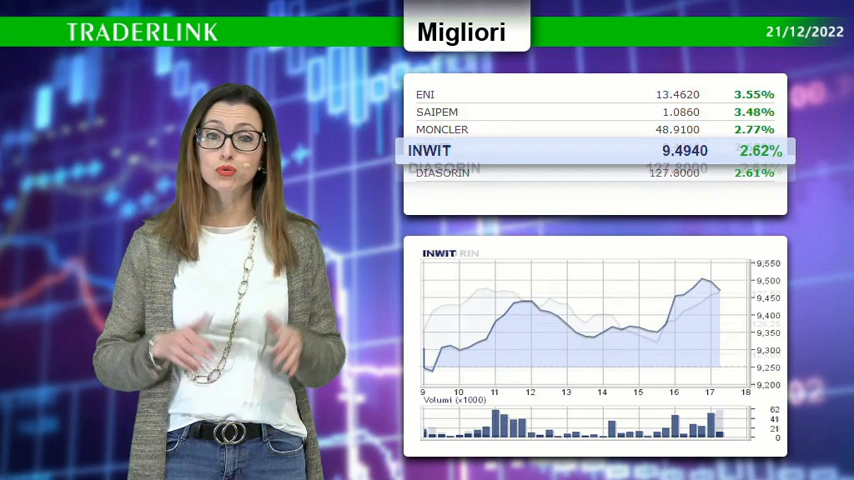 TRADERLINK
Migliori
21/12/2022
ENI 13.4620 3.55%
SAIPEM 1.0860 3.48%
MONCLER 48.9100 2.77%
INWIT 9.4940 2.62%
DIASORIN 127.8000 2.61%
INWIT
9,550
9,500
9,450
9,400
9,350
9,300
9,250
9,200
9 10 11 12 13 14 15 16 17 18
Volumi (x1000)
62
41
21
0